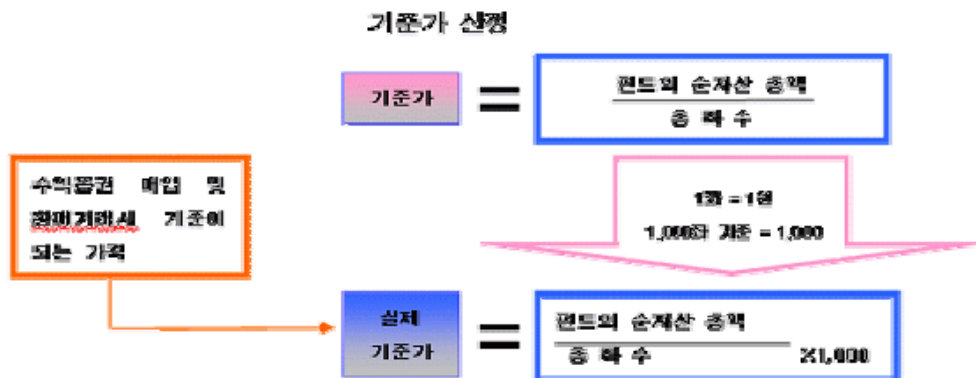 기준가 산정
기준가
=
펀드의 순자산 총액
총 좌 수
수익증권 매입 및
환매거래시 기준이
되는 가격
1좌 = 1원
1,000좌 기준 = 1,000
실제
기준가
=
펀드의 순자산 총액
총 좌 수 X1,000